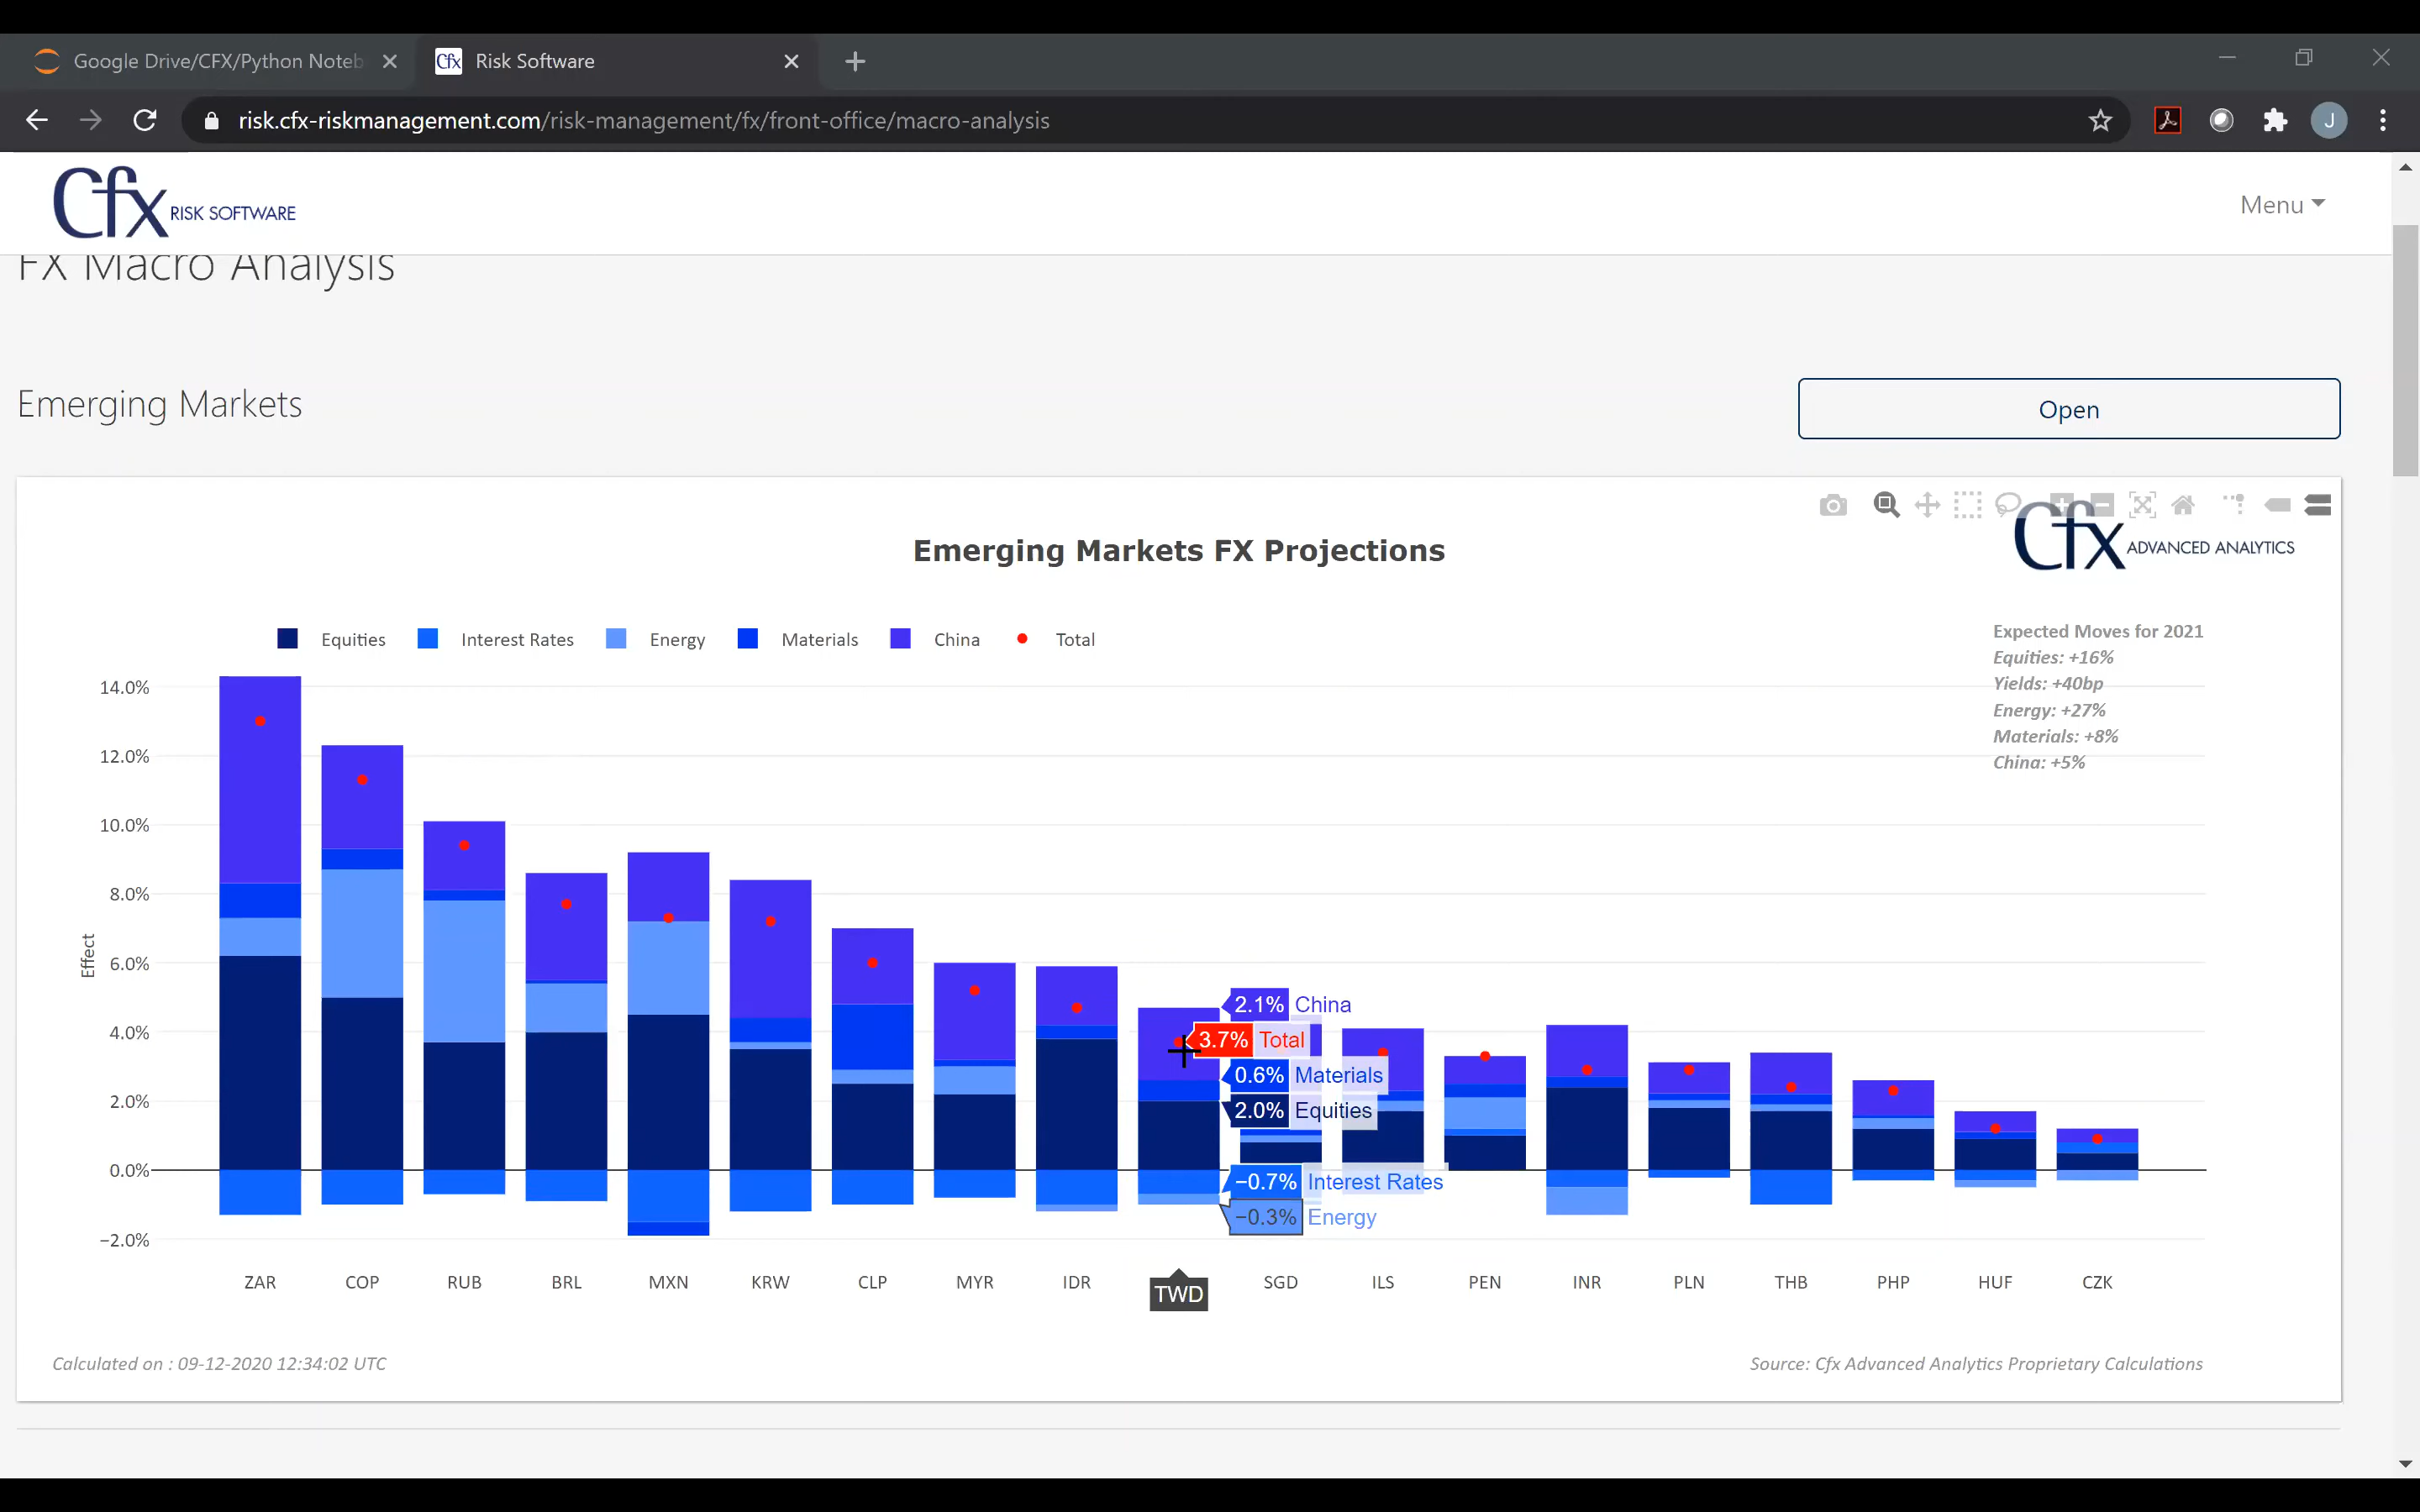 Google Drive/CFX/Python Noteb
Cfx Risk Software
risk.cfx-riskmanagement.com/risk-management/fx/front-office/macro-analysis
J
Cfx RISK SOFTWARE
Menu
FX Macro Analysis
Emerging Markets
Open
Emerging Markets FX Projections
Cfx ADVANCED ANALYTICS
Equities Interest Rates Energy Materials China Total
Expected Moves for 2021
Equities: +16%
Yields: +40bp
Energy: +27%
Materials: +8%
China: +5%
14.0%
12.0%
10.0%
8.0%
6.0%
4.0%
2.0%
0.0%
−2.0%
Effect
2.1% China
3.7% Total
0.6% Materials
2.0% Equities
−0.7% Interest Rates
−0.3% Energy
ZAR COP RUB BRL MXN KRW CLP MYR IDR TWD SGD ILS PEN INR PLN THB PHP HUF CZK
Calculated on : 09-12-2020 12:34:02 UTC
Source: Cfx Advanced Analytics Proprietary Calculations